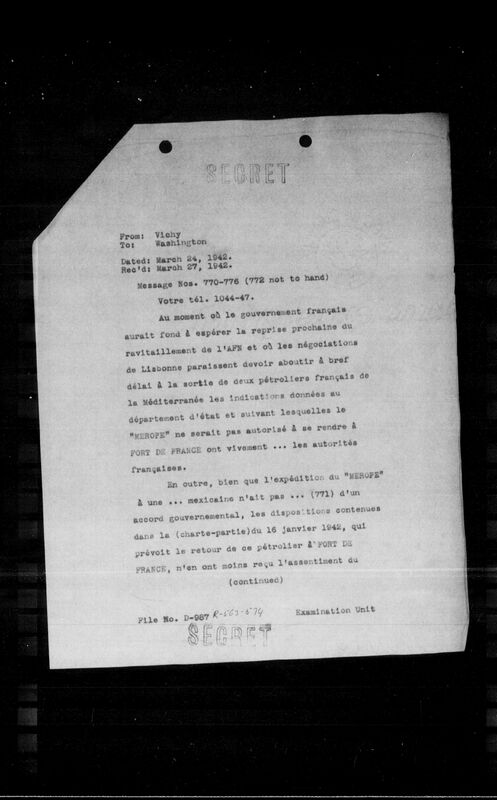 SECRET
From: Vichy
To: Washington
Dated: March 24, 1942.
Rec'd: March 27, 1942.
Message Nos. 770-776 (772 not to hand)
Votre tél. 1044-47.
Au moment où le gouvernement français
aurait fond à espérer la reprise prochaine du
ravitaillement de l'AFN et où les négociations
de Lisbonne paraissent devoir aboutir à bref
délai à la sortie de deux pétroliers français de
la Méditerranée les indications données au
département d'état et suivant lesquelles le
"MEROPE" ne serait pas autorisé à se rendre à
FORT DE FRANCE ont vivement ... les autorités
françaises.
En outre, bien que l'expédition du "MEROPE"
à une ... mexicaine n'ait pas ... (771) d'un
accord gouvernemental, les dispositions contenues
dans la (charte-partie)du 16 janvier 1942, qui
prévoit le retour de ce pétrolier à FORT DE
FRANCE, n'en ont moins reçu l'assentiment du
(continued)
File No. D-987 R-563-574 Examination Unit
SECRET